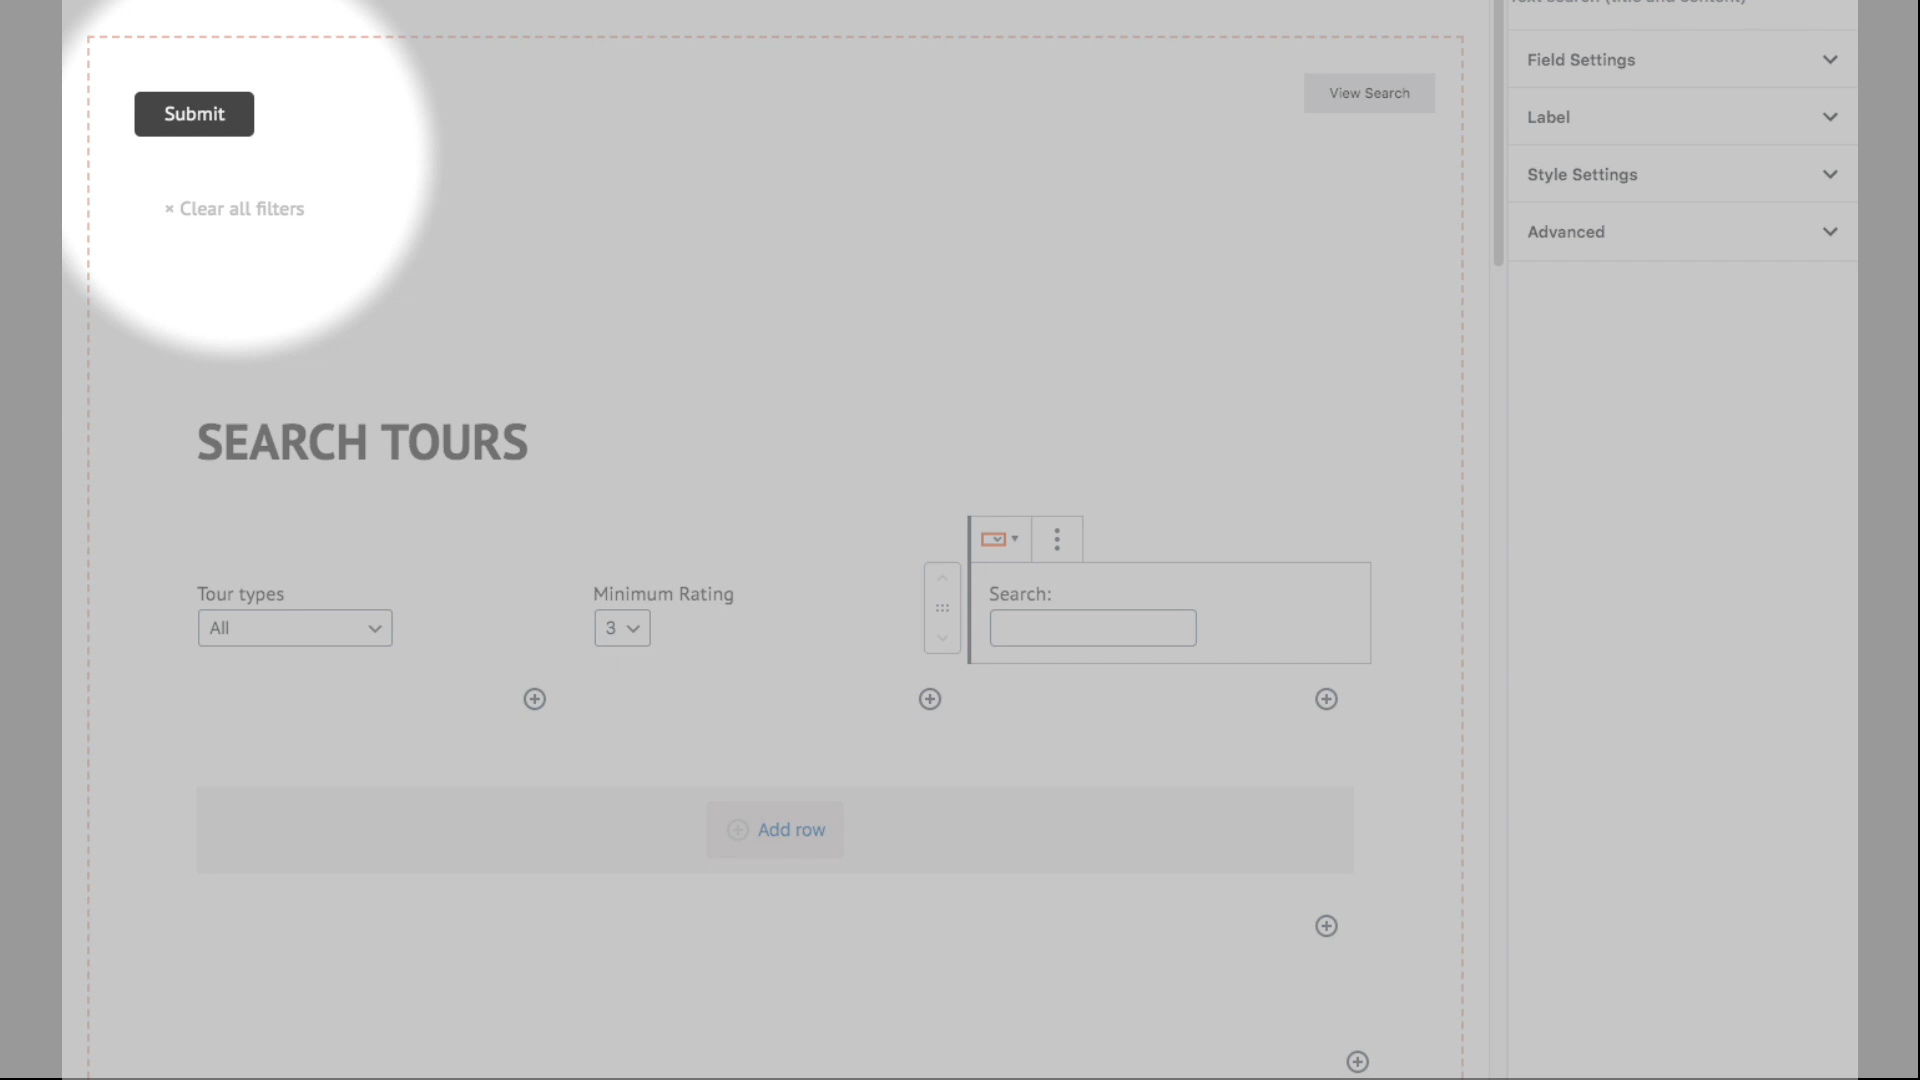 Submit
View Search
× Clear all filters
SEARCH TOURS
Tour types
All
Minimum Rating
3
Search:
Add row
Field Settings
Label
Style Settings
Advanced